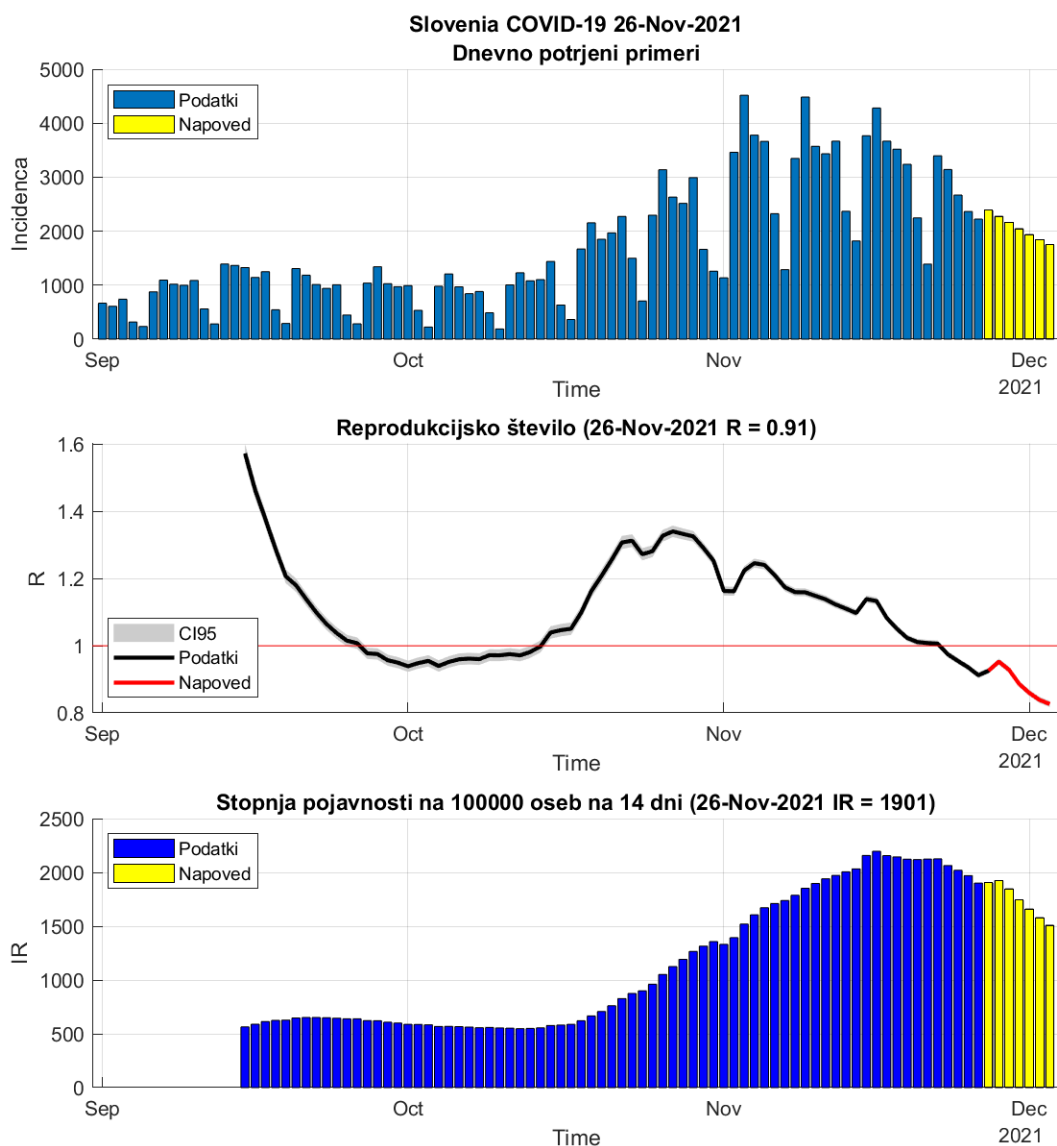 Slovenia COVID-19 26-Nov-2021
Dnevno potrjeni primeri
5000
4000
3000
2000
1000
0
Incidenca
Podatki
Napoved
Sep
Oct
Nov
Dec
2021
Time
Reprodukcijsko število (26-Nov-2021 R = 0.91)
1.6
1.4
1.2
1
0.8
R
CI95
Podatki
Napoved
Sep
Oct
Nov
Dec
2021
Time
Stopnja pojavnosti na 100000 oseb na 14 dni (26-Nov-2021 IR = 1901)
2500
2000
1500
1000
500
0
IR
Podatki
Napoved
Sep
Oct
Nov
Dec
2021
Time